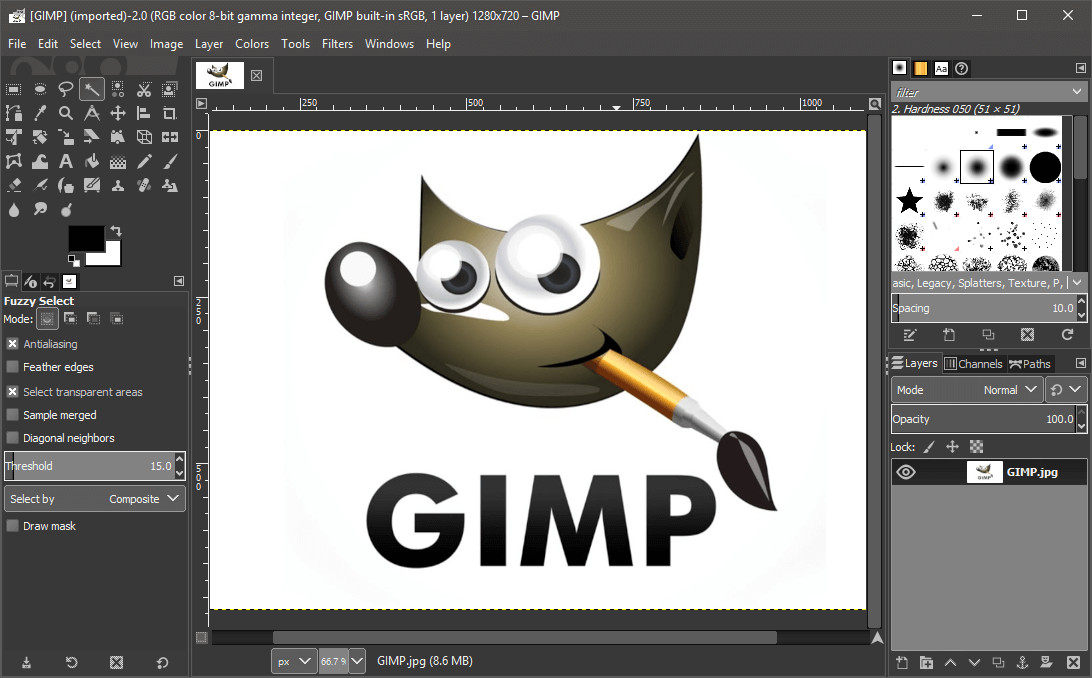 [GIMP] (imported)-2.0 (RGB color 8-bit gamma integer, GIMP built-in sRGB, 1 layer) 1280x720 – GIMP
File Edit Select View Image Layer Colors Tools Filters Windows Help
GIMP
250 500 750 1000
0
250
500
Fuzzy Select
Mode:
Antialiasing
Feather edges
Select transparent areas
Sample merged
Diagonal neighbors
Threshold 15.0
Select by Composite
Draw mask
GIMP
px 66.7 % GIMP.jpg (8.6 MB)
Aa
filter
2. Hardness 050 (51 × 51)
asic, Legacy, Splatters, Texture, P,
Spacing 10.0
Layers Channels Paths
Mode Normal
Opacity 100.0
Lock:
GIMP GIMP.jpg